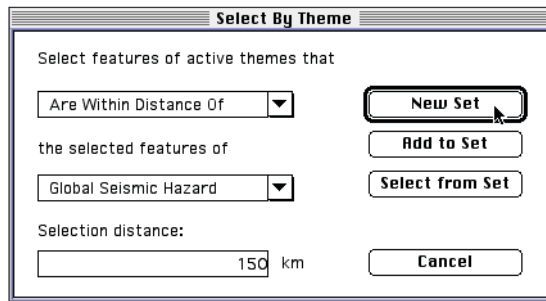 Select By Theme
Select features of active themes that
Are Within Distance Of
New Set
the selected features of
Add to Set
Global Seismic Hazard
Select from Set
Selection distance:
150 km
Cancel